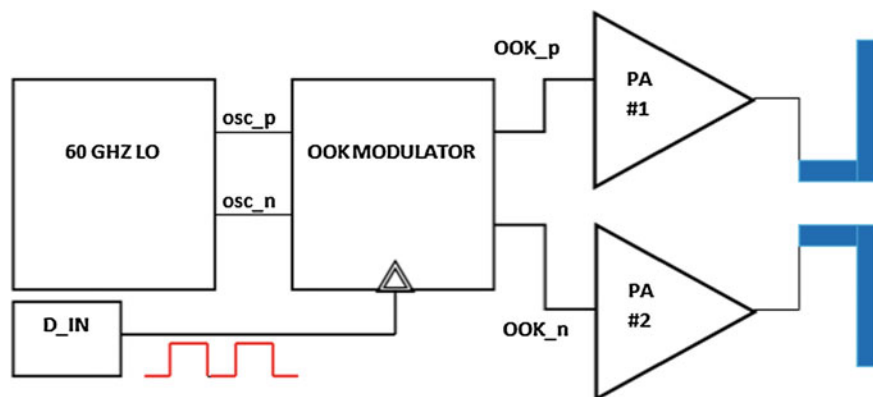 OOK_p
PA
#1
osc_p
60 GHZ LO
OOK MODULATOR
osc_n
PA
#2
D_IN
OOK_n